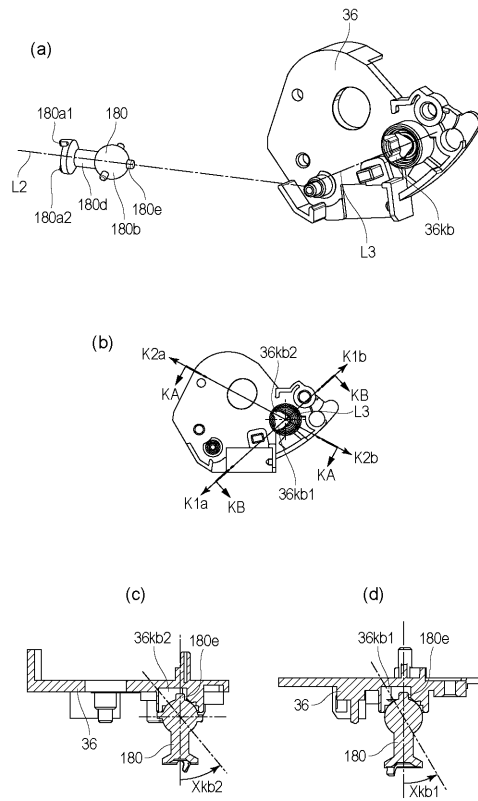 (a)
36
180a1
180
L2
180a2
180d
180b
180e
L3
36kb
(b)
K2a
36kb2
K1b
KA
KB
L3
K1a
KB
36kb1
KA
K2b
(c)
(d)
36kb2
180e
36kb1
180e
36
180
Xkb2
36
180
Xkb1